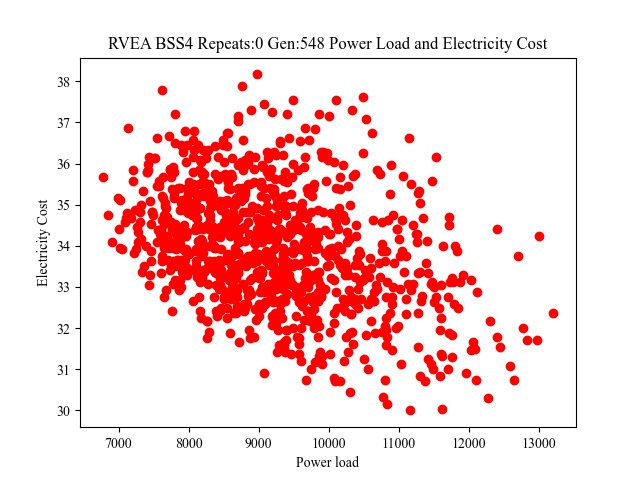 RVEA BSS4 Repeats:0 Gen:548 Power Load and Electricity Cost
Electricity Cost
38
37
36
35
34
33
32
31
30
7000 8000 9000 10000 11000 12000 13000
Power load